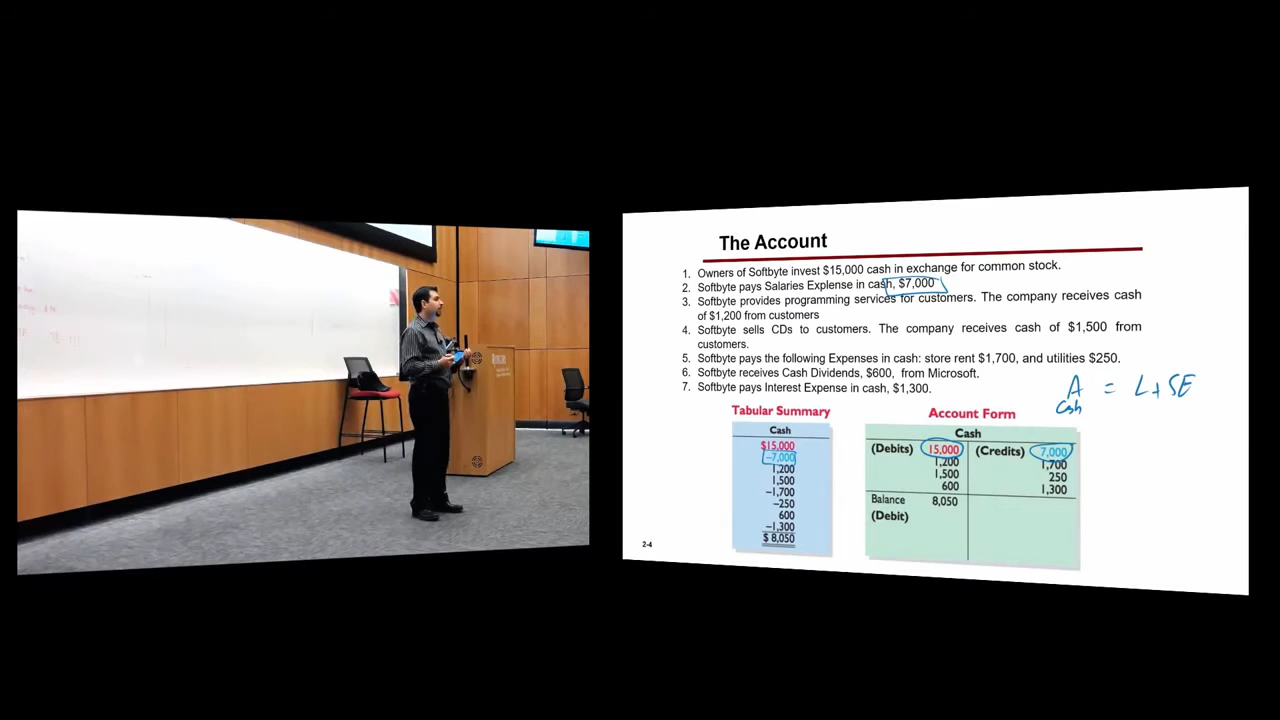 The Account
1. Owners of Softbyte invest $15,000 cash in exchange for common stock.
2. Softbyte pays Salaries Explense in cash, $7,000
3. Softbyte provides programming services for customers. The company receives cash
of $1,200 from customers
4. Softbyte sells CDs to customers. The company receives cash of $1,500 from
customers.
5. Softbyte pays the following Expenses in cash: store rent $1,700, and utilities $250.
6. Softbyte receives Cash Dividends, $600, from Microsoft.
7. Softbyte pays Interest Expense in cash, $1,300.
A = L + SE
Cash
Tabular Summary
Cash
$15,000
−7,000
1,200
1,500
−1,700
−250
600
−1,300
$ 8,050
Account Form
Cash
(Debits) 15,000 (Credits) 7,000
1,200 1,700
1,500 250
600 1,300
Balance 8,050
(Debit)
2-4